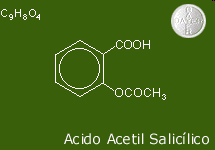 C₉H₈O₄
COOH
OCOCH₃
Acido Acetil Salicílico